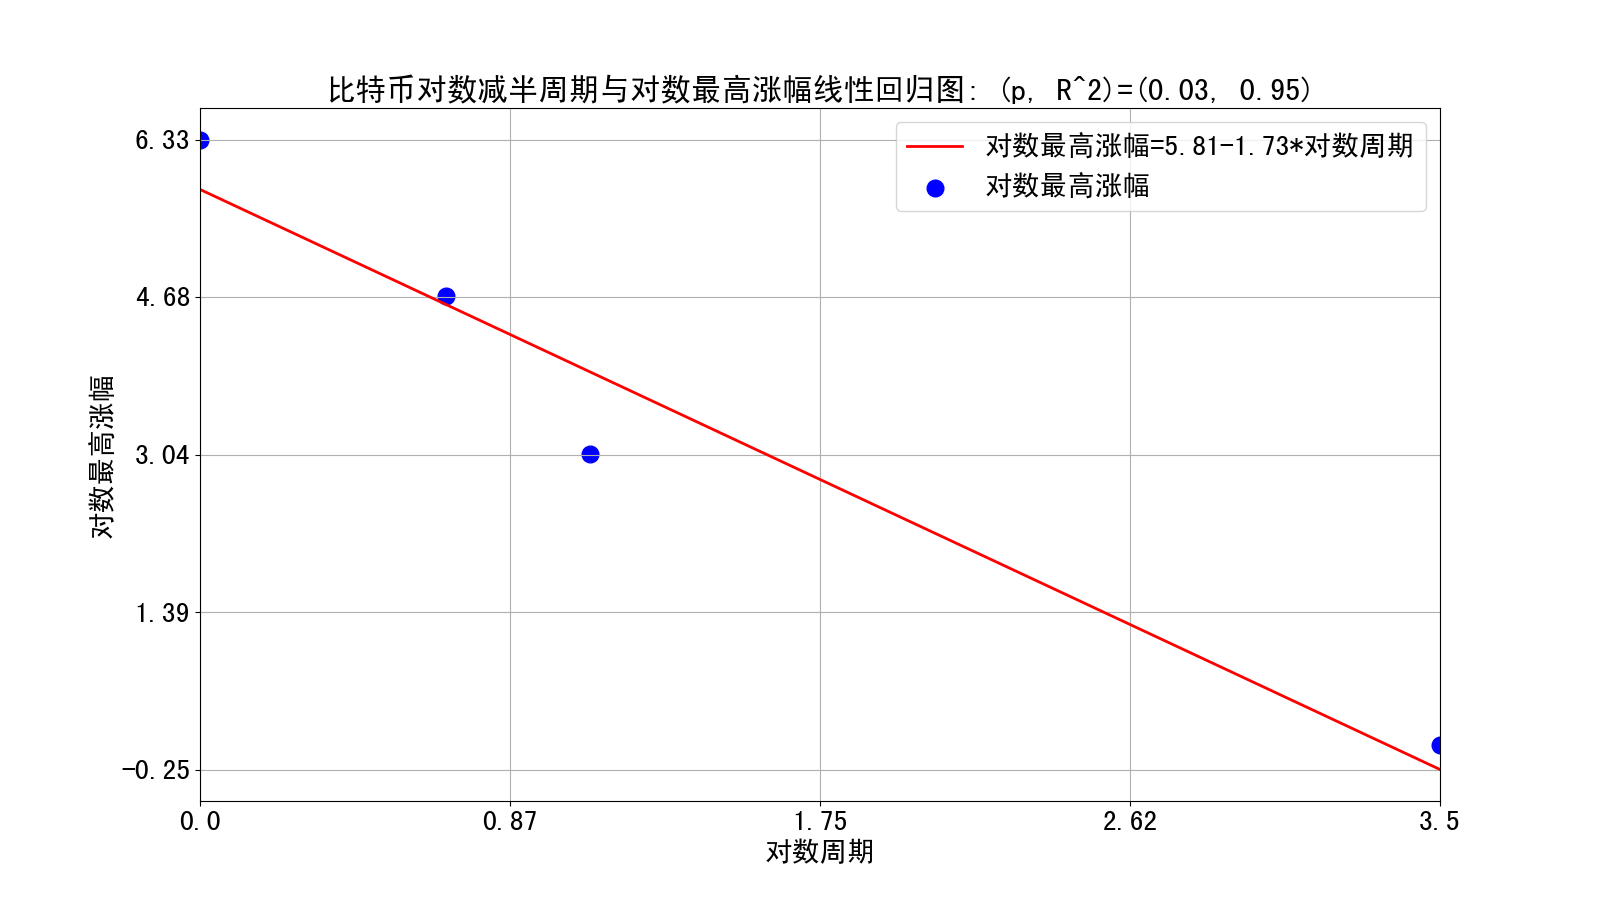 比特币对数减半周期与对数最高涨幅线性回归图: (p, R^2)=(0.03, 0.95)
对数最高涨幅=5.81-1.73*对数周期
对数最高涨幅
对数最高涨幅
6.33
4.68
3.04
1.39
-0.25
0.0 0.87 1.75 2.62 3.5
对数周期